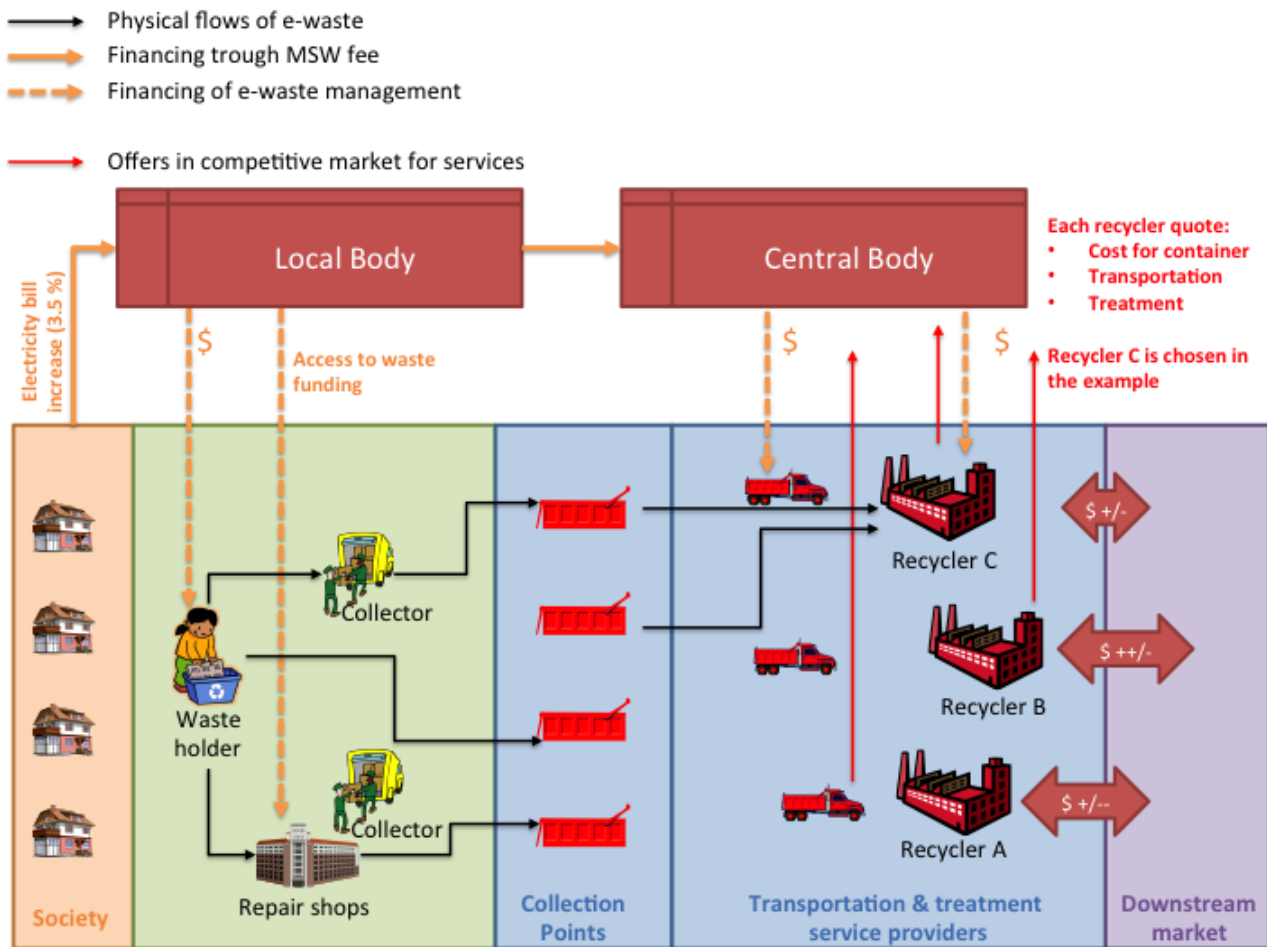 Physical flows of e-waste
Financing trough MSW fee
Financing of e-waste management
Offers in competitive market for services
Local Body
Central Body
Each recycler quote:
• Cost for container
• Transportation
• Treatment
Electricity bill
increase (3.5 %)
$
Access to waste
funding
$
$
Recycler C is chosen in
the example
$ +/-
Recycler C
Collector
$ ++/-
Recycler B
Waste
holder
Collector
$ +/--
Recycler A
Repair shops
Society
Collection
Points
Transportation & treatment
service providers
Downstream
market